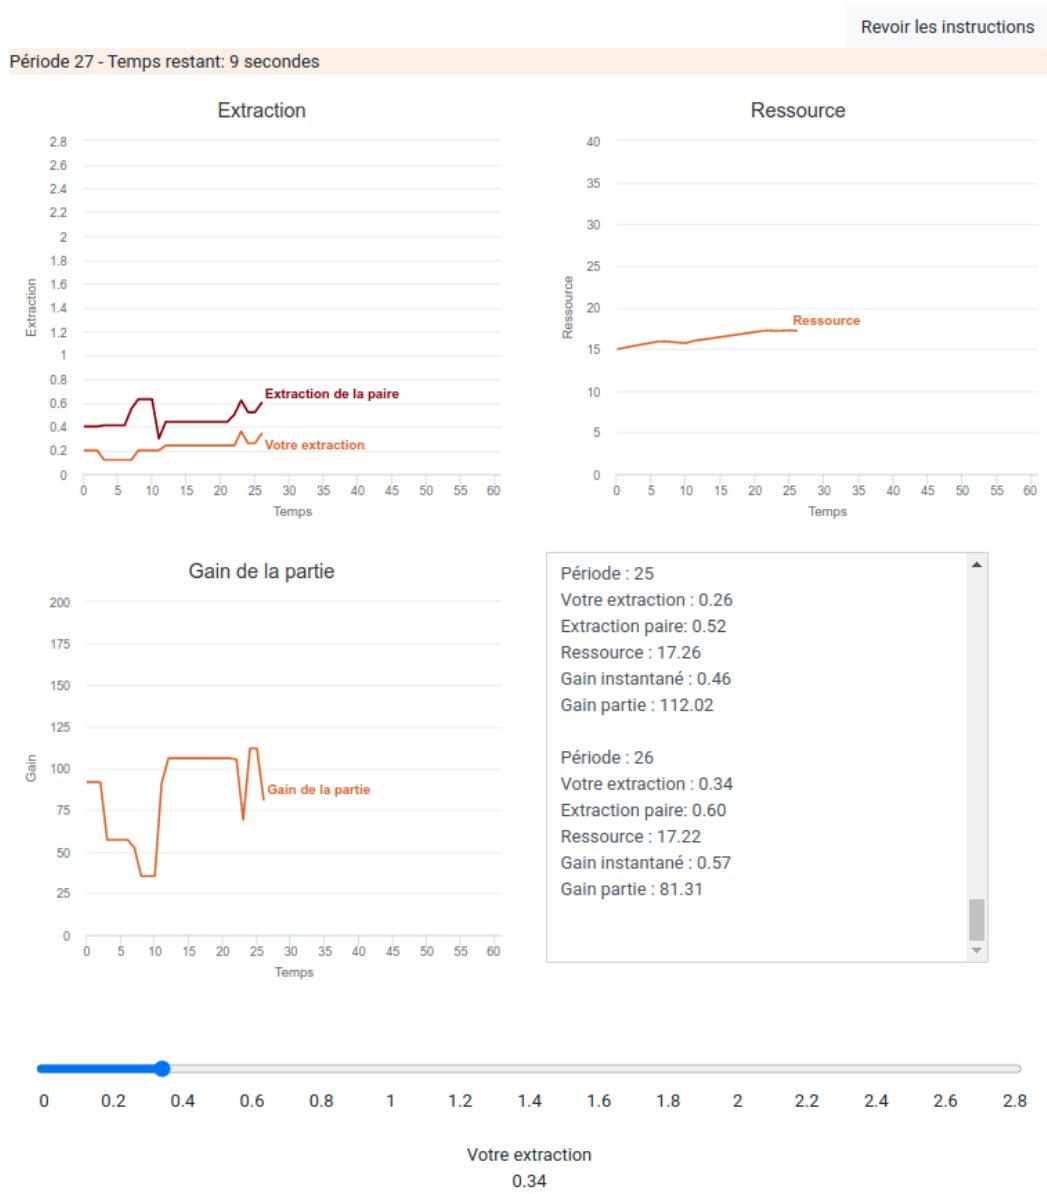 Revoir les instructions
Période 27 - Temps restant: 9 secondes
Extraction
2.8
2.6
2.4
2.2
2
1.8
1.6
1.4
1.2
1
0.8
0.6
0.4
0.2
0
Extraction
Extraction de la paire
Votre extraction
0 5 10 15 20 25 30 35 40 45 50 55 60
Temps
Ressource
40
35
30
25
20
15
10
5
0
Ressource
Ressource
0 5 10 15 20 25 30 35 40 45 50 55 60
Temps
Gain de la partie
200
175
150
125
100
75
50
25
0
Gain
Gain de la partie
0 5 10 15 20 25 30 35 40 45 50 55 60
Temps
Période : 25
Votre extraction : 0.26
Extraction paire: 0.52
Ressource : 17.26
Gain instantané : 0.46
Gain partie : 112.02
Période : 26
Votre extraction : 0.34
Extraction paire: 0.60
Ressource : 17.22
Gain instantané : 0.57
Gain partie : 81.31
0 0.2 0.4 0.6 0.8 1 1.2 1.4 1.6 1.8 2 2.2 2.4 2.6 2.8
Votre extraction
0.34